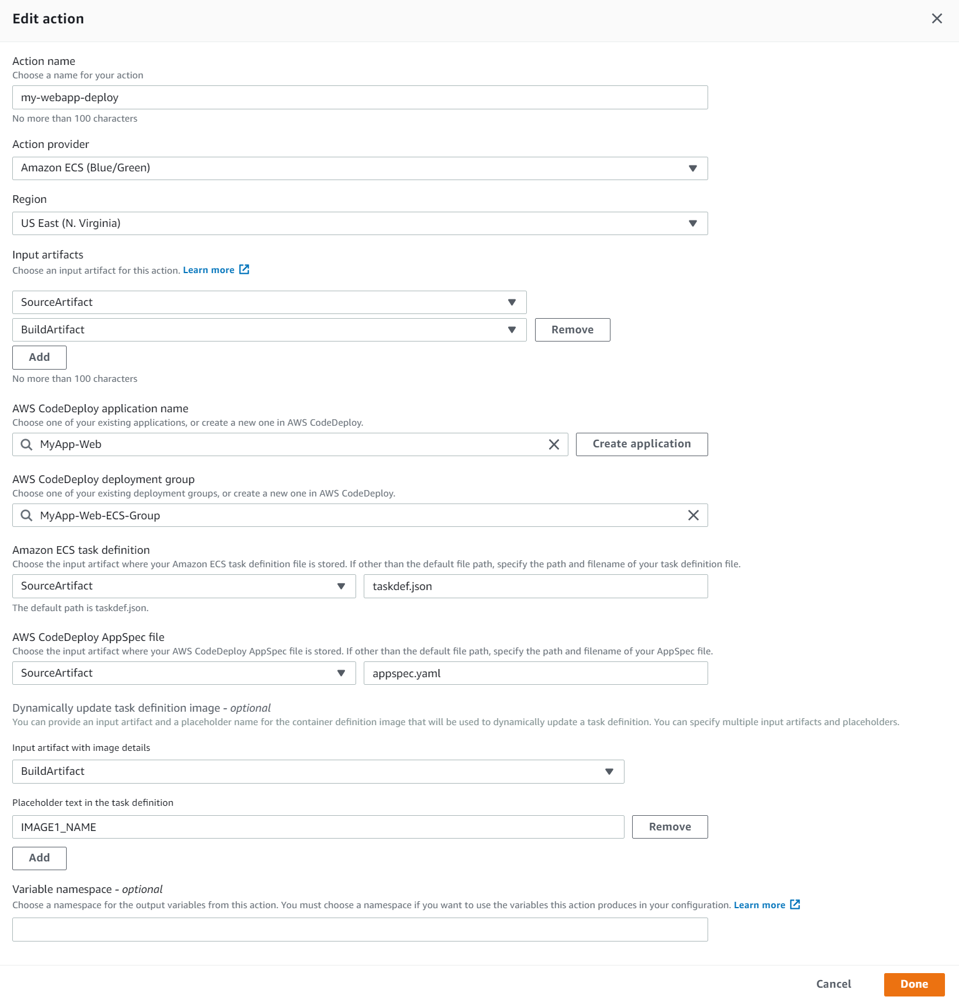 Edit action
Action name
Choose a name for your action
my-webapp-deploy
No more than 100 characters
Action provider
Amazon ECS (Blue/Green)
Region
US East (N. Virginia)
Input artifacts
Choose an input artifact for this action. Learn more
SourceArtifact
BuildArtifact
Remove
Add
No more than 100 characters
AWS CodeDeploy application name
Choose one of your existing applications, or create a new one in AWS CodeDeploy.
MyApp-Web
Create application
AWS CodeDeploy deployment group
Choose one of your existing deployment groups, or create a new one in AWS CodeDeploy.
MyApp-Web-ECS-Group
Amazon ECS task definition
Choose the input artifact where your Amazon ECS task definition file is stored. If other than the default file path, specify the path and filename of your task definition file.
SourceArtifact
taskdef.json
The default path is taskdef.json.
AWS CodeDeploy AppSpec file
Choose the input artifact where your AWS CodeDeploy AppSpec file is stored. If other than the default file path, specify the path and filename of your AppSpec file.
SourceArtifact
appspec.yaml
Dynamically update task definition image - optional
You can provide an input artifact and a placeholder name for the container definition image that will be used to dynamically update a task definition. You can specify multiple input artifacts and placeholders.
Input artifact with image details
BuildArtifact
Placeholder text in the task definition
IMAGE1_NAME
Remove
Add
Variable namespace - optional
Choose a namespace for the output variables from this action. You must choose a namespace if you want to use the variables this action produces in your configuration. Learn more
Cancel
Done